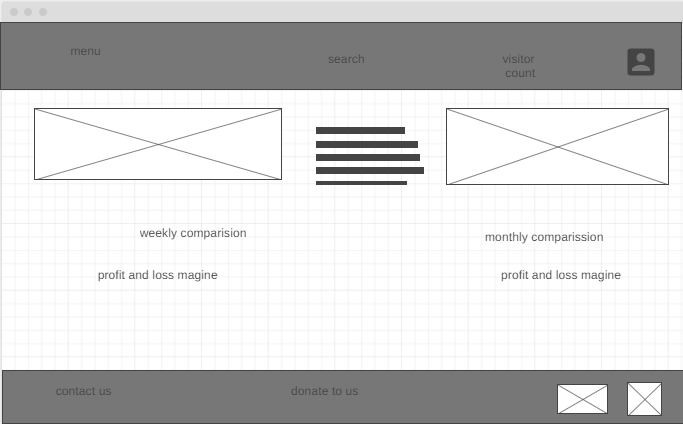 menu
search
visitor
count
weekly comparision
monthly comparission
profit and loss magine
profit and loss magine
contact us
donate to us